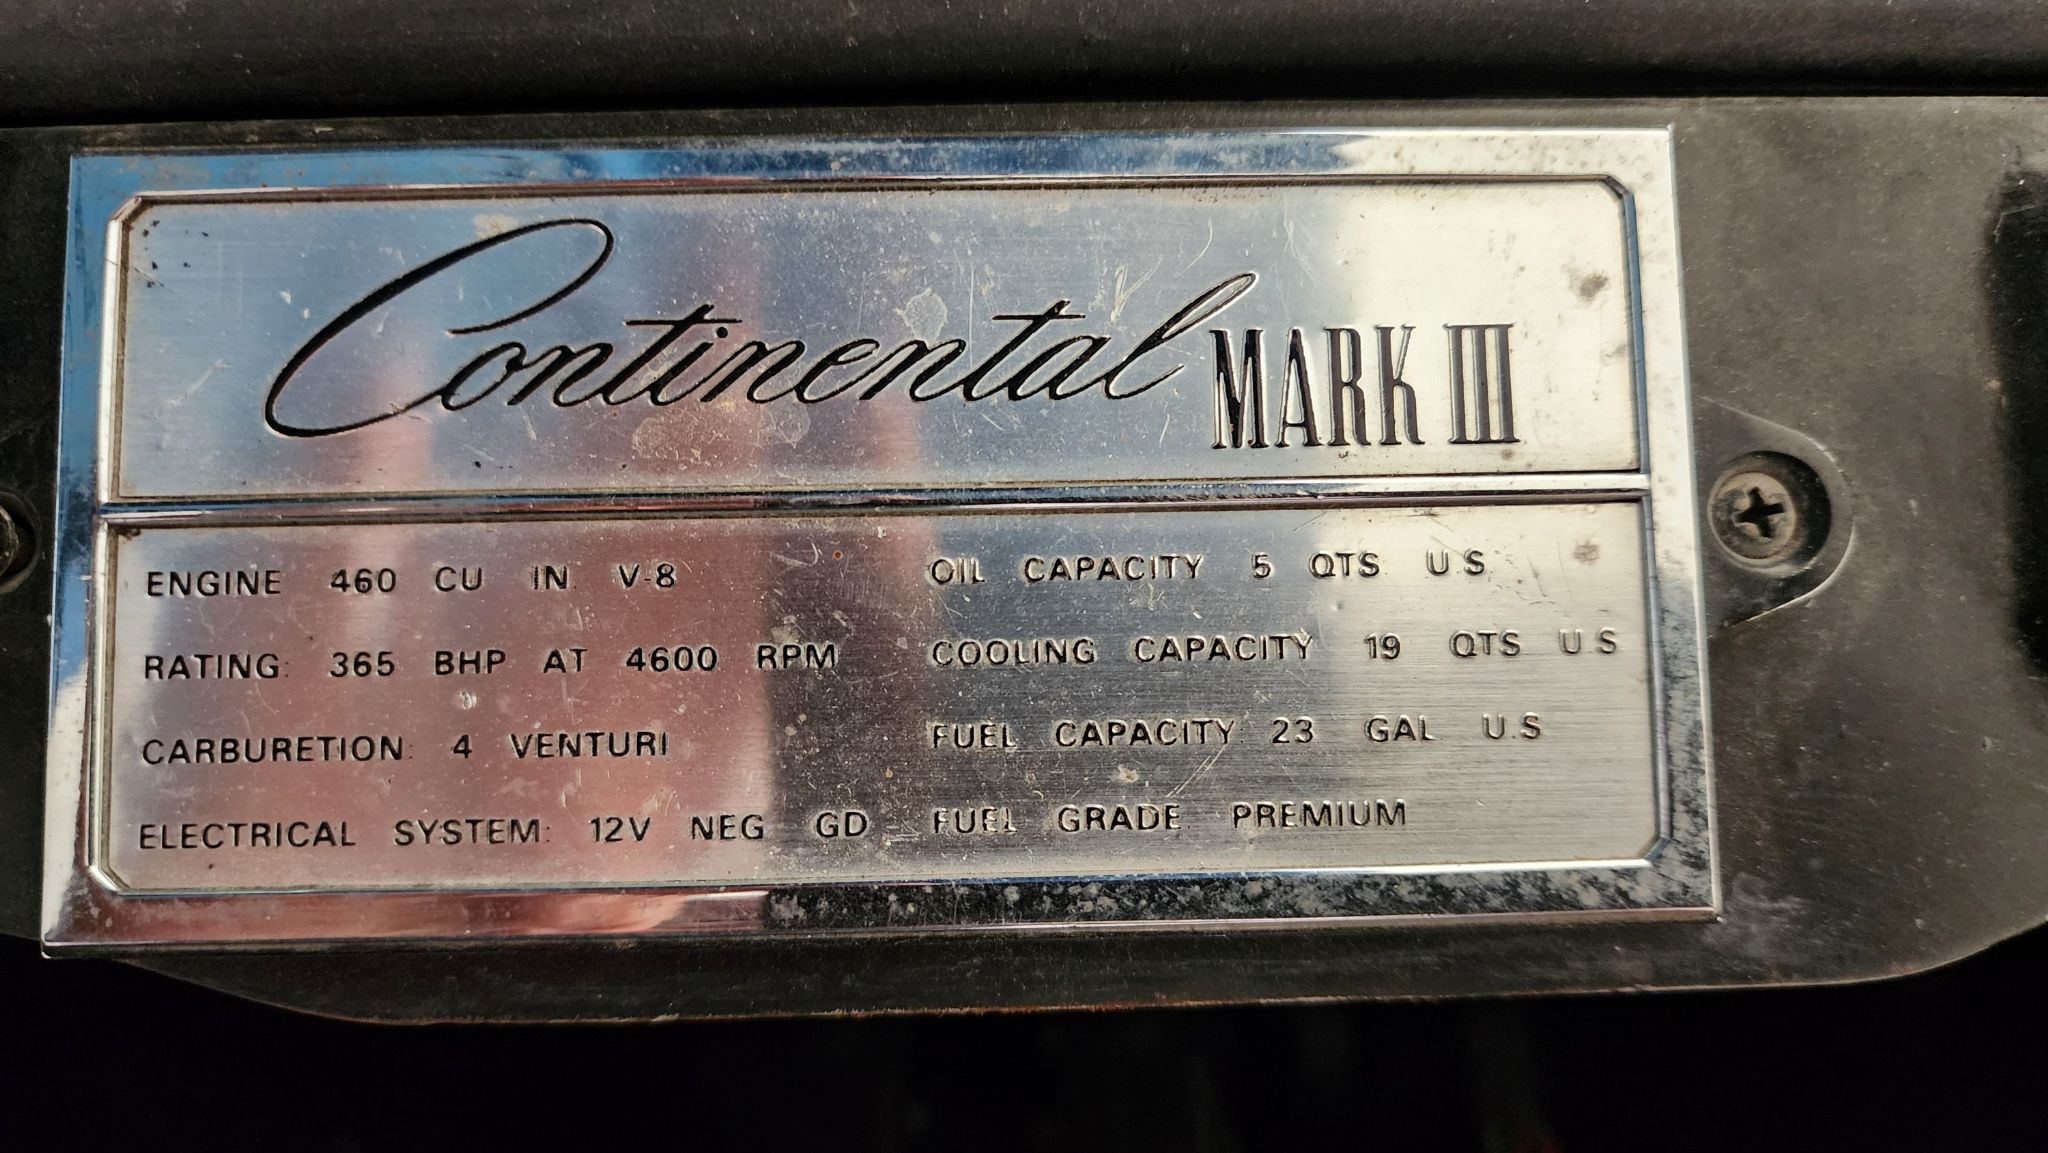 Continental MARK III
ENGINE 460 CU IN. V-8
RATING: 365 BHP AT 4600 RPM
CARBURETION: 4 VENTURI
ELECTRICAL SYSTEM: 12V NEG GD
OIL CAPACITY 5 QTS U.S
COOLING CAPACITY 19 QTS U.S
FUEL CAPACITY: 23 GAL U.S
FUEL GRADE PREMIUM